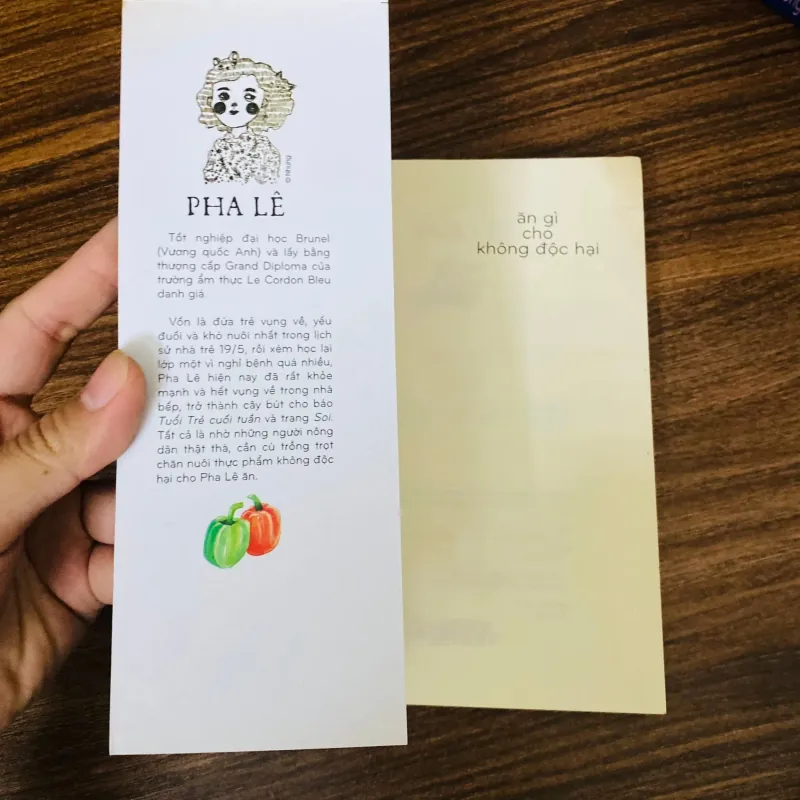 © Nhung
PHA LÊ
Tốt nghiệp đại học Brunel
(Vương quốc Anh) và lấy bằng
thượng cấp Grand Diploma của
trường ẩm thực Le Cordon Bleu
danh giá.
Vốn là đứa trẻ vụng về, yếu
đuối và khó nuôi nhất trong lịch
sử nhà trẻ 19/5, rồi xém học lại
lớp một vì nghỉ bệnh quá nhiều,
Pha Lê hiện nay đã rất khỏe
mạnh và hết vụng về trong nhà
bếp, trở thành cây bút cho báo
Tuổi Trẻ cuối tuần và trang Soi.
Tất cả là nhờ những người nông
dân thật thà, cần cù trồng trọt
chăn nuôi thực phẩm không độc
hại cho Pha Lê ăn.
ăn gì
cho
không độc hại